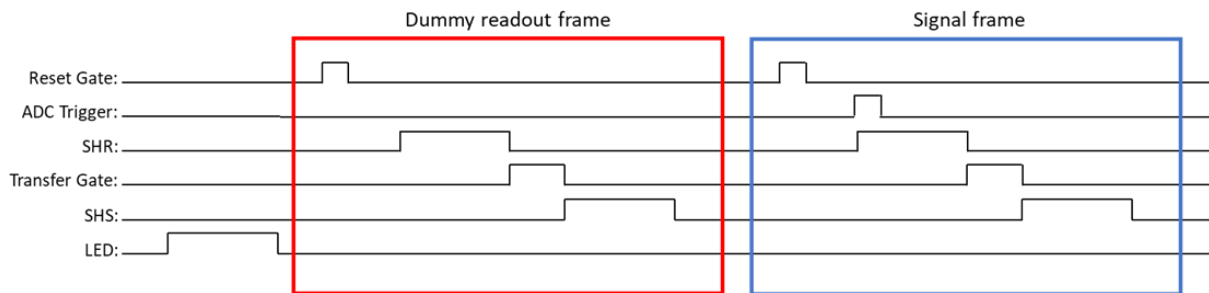 Dummy readout frame
Signal frame
Reset Gate:
ADC Trigger:
SHR:
Transfer Gate:
SHS:
LED: